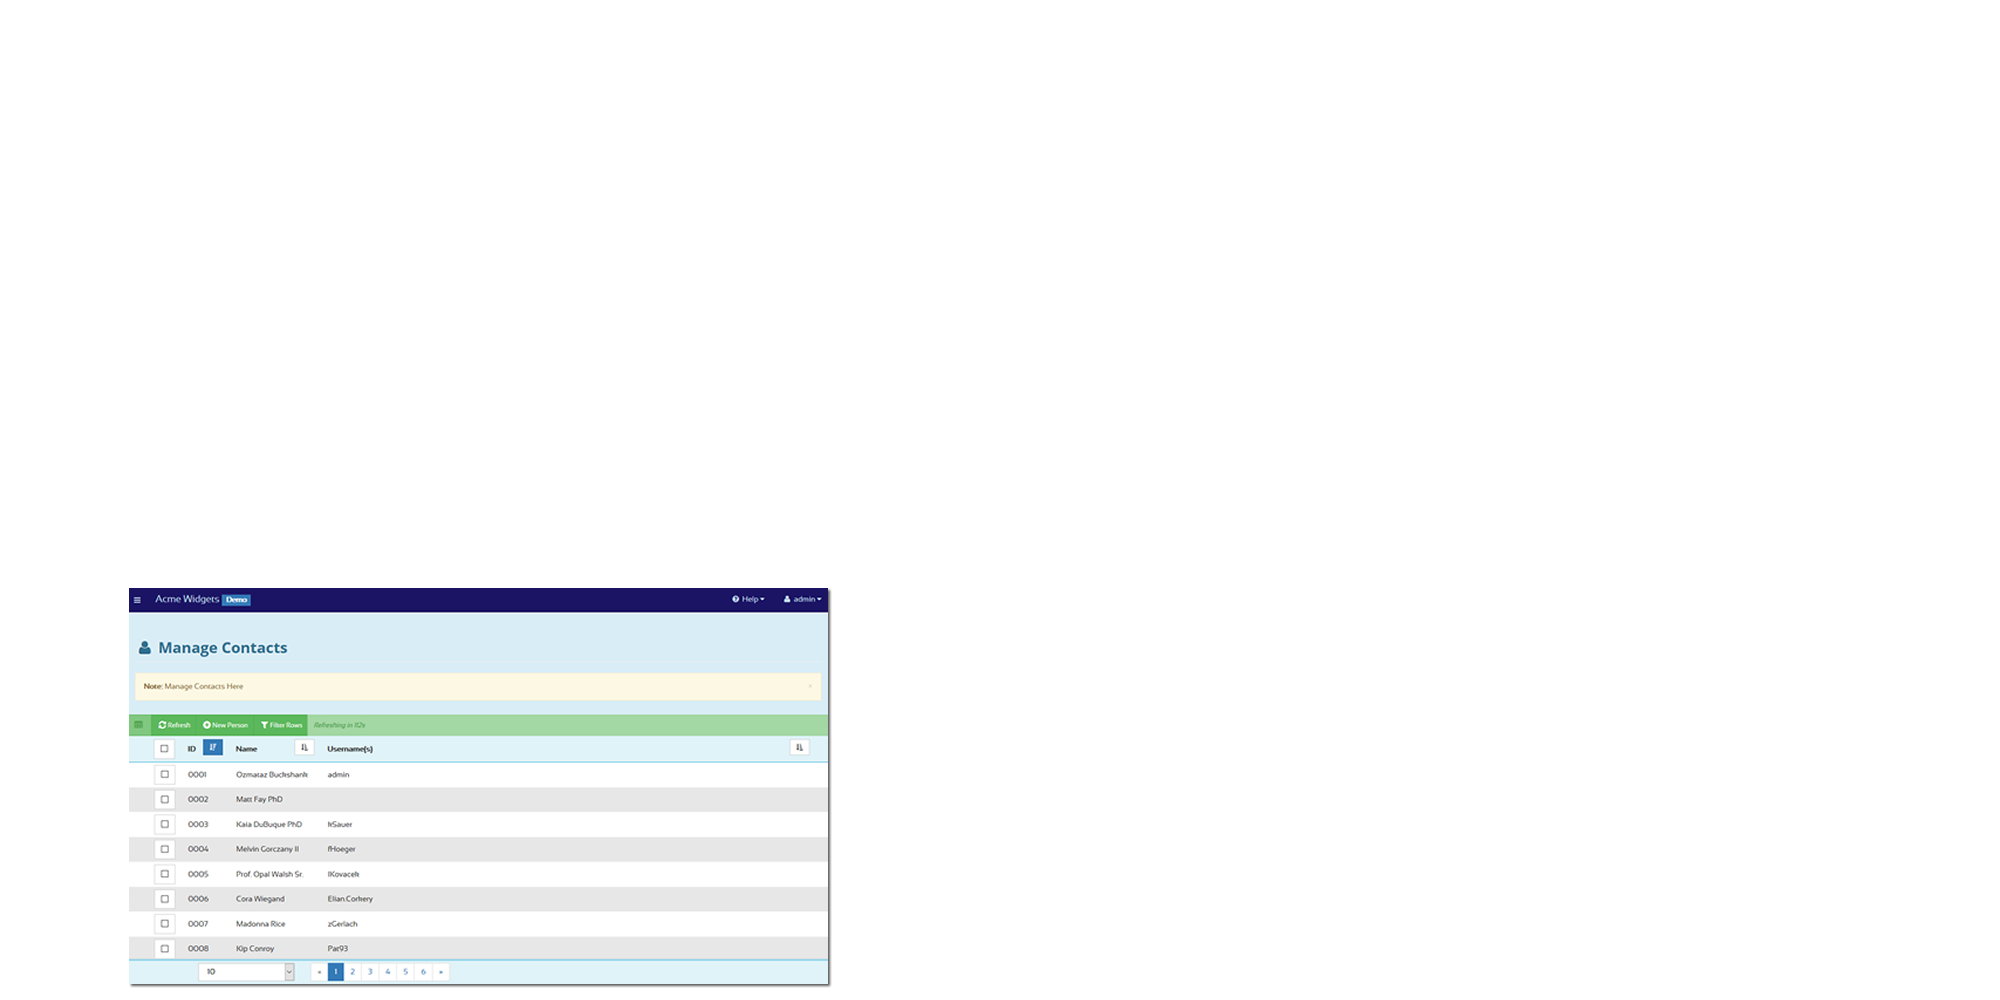 Acme Widgets Demo Help admin
Manage Contacts
Note: Manage Contacts Here
Refresh New Person Filter Rows Refreshing in 112s
ID Name Username(s)
0001 Ozmataz Buckshank admin
0002 Matt Fay PhD
0003 Kaia DuBuque PhD kSauer
0004 Melvin Gorczany II fHoeger
0005 Prof. Opal Walsh Sr. lKovacek
0006 Cora Wiegand Elian.Corkery
0007 Madonna Rice zGerlach
0008 Kip Conroy Pat93
10 « 1 2 3 4 5 6 »